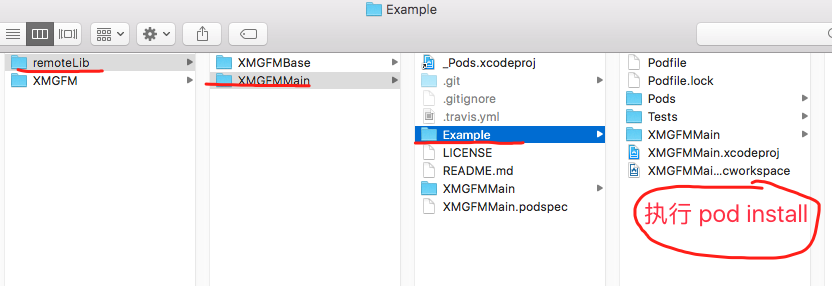 Example
remoteLib
XMGFM
XMGFMBase
XMGFMMain
_Pods.xcodeproj
.git
.gitignore
.travis.yml
Example
LICENSE
README.md
XMGFMMain
XMGFMMain.podspec
Podfile
Podfile.lock
Pods
Tests
XMGFMMain
XMGFMMain.xcodeproj
XMGFMMai...cworkspace
执行 pod install